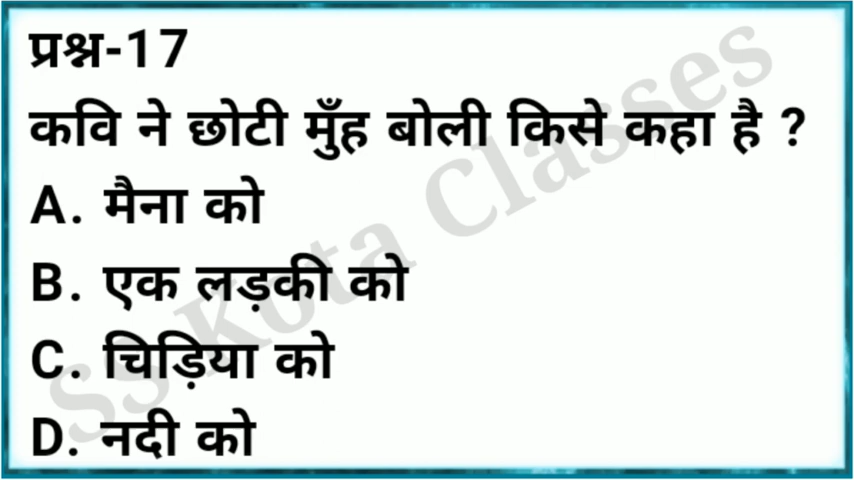 प्रश्न-17
कवि ने छोटी मुँह बोली किसे कहा है ?
A. मैना को
B. एक लड़की को
C. चिड़िया को
D. नदी को
SS Kota Classes